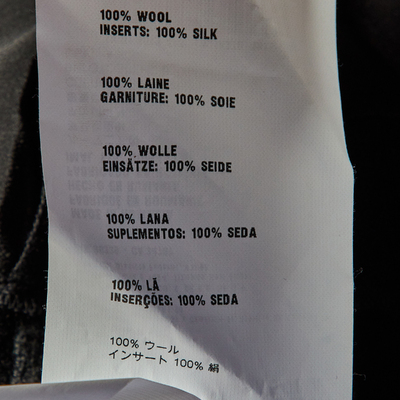 100% WOOL
INSERTS: 100% SILK
100% LAINE
GARNITURE: 100% SOIE
100% WOLLE
EINSÄTZE: 100% SEIDE
100% LANA
SUPLEMENTOS: 100% SEDA
100% LÃ
INSERÇÕES: 100% SEDA
100% ウール
インサート 100% 絹